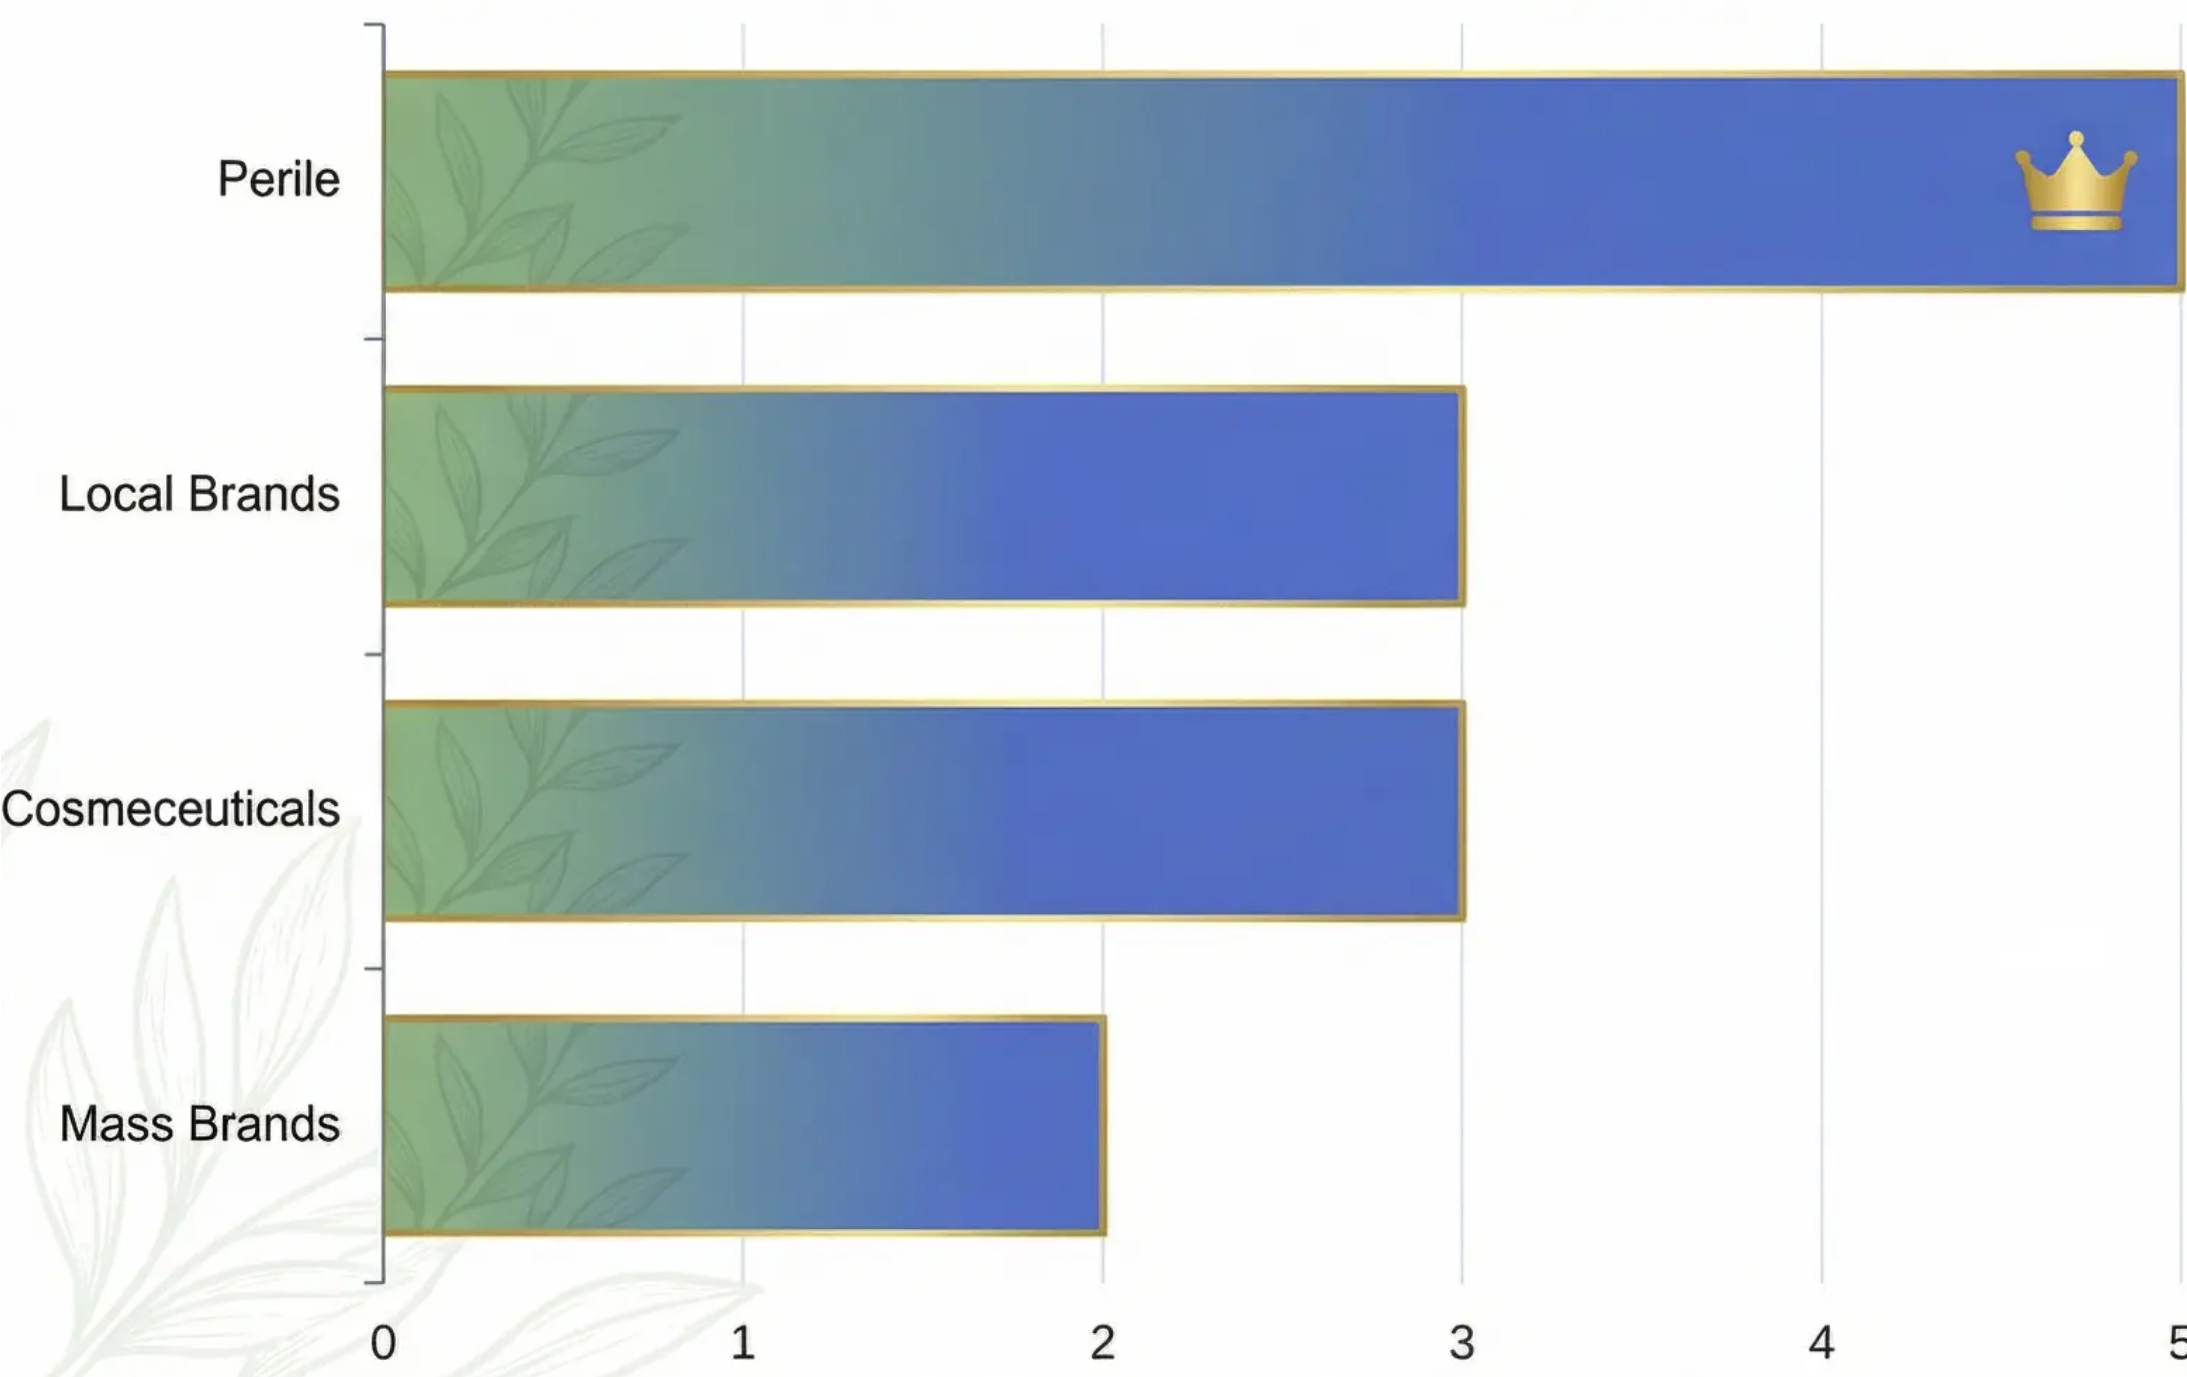 Perile
Local Brands
Cosmeceuticals
Mass Brands
0 1 2 3 4 5